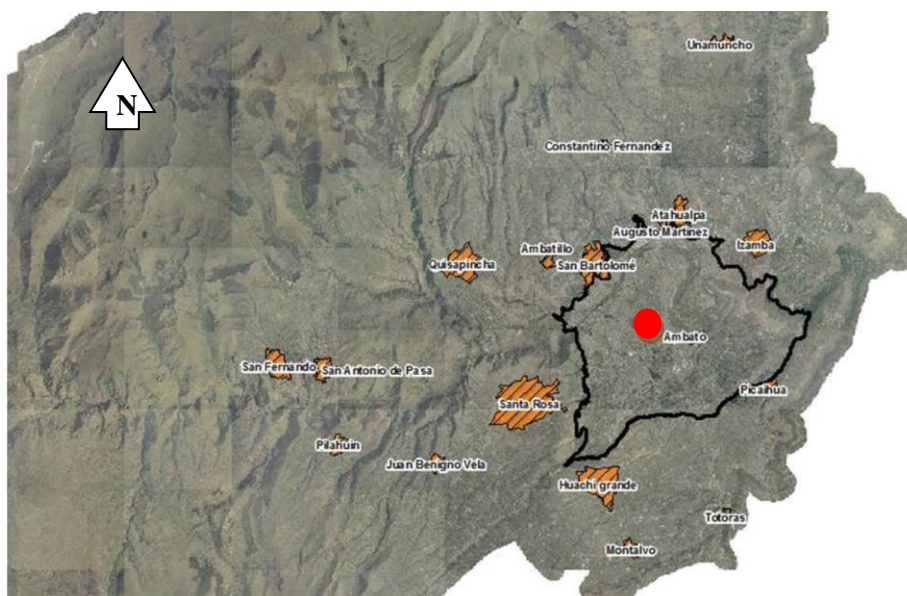 Unamuncho
N
Constantino Fernandez
Atahualpa
Augusto Martinez
Izamba
Ambatillo
Quisapincha
San Bartolomé
Ambato
San Fernando
San Antonio de Pasa
Picaihua
Santa Rosa
Pilahuin
Juan Benigno Vela
Huachi grande
Totoras
Montalvo